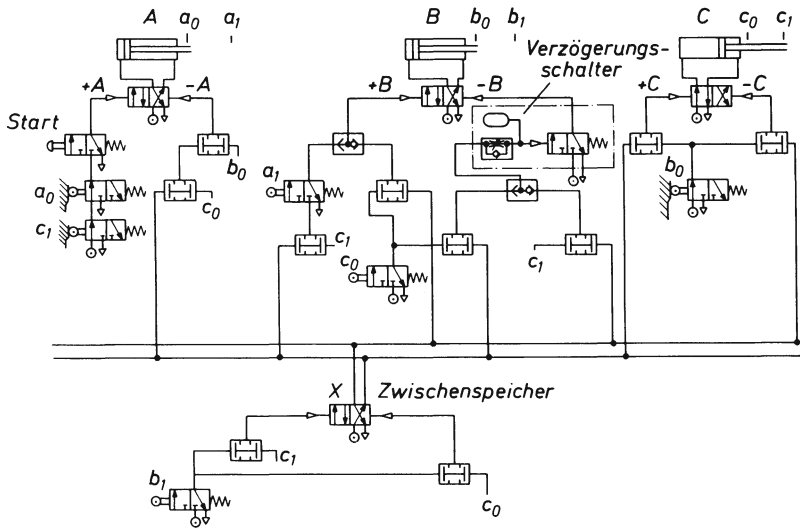 A a₀ a₁
B b₀ b₁
C c₀ c₁
Verzögerungs-
schalter
+A -A
+B -B
+C -C
Start
b₀
a₀
c₀
c₁
a₁
c₁
c₀
c₁
b₀
X Zwischenspeicher
c₁
b₁
c₀